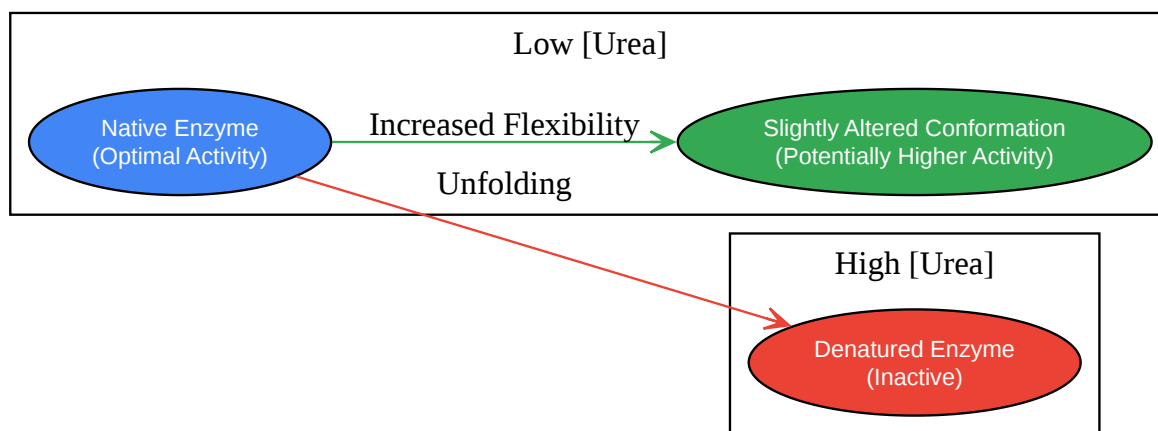 Low [Urea]
Native Enzyme
(Optimal Activity)
Increased Flexibility
Slightly Altered Conformation
(Potentially Higher Activity)
Unfolding
High [Urea]
Denatured Enzyme
(Inactive)